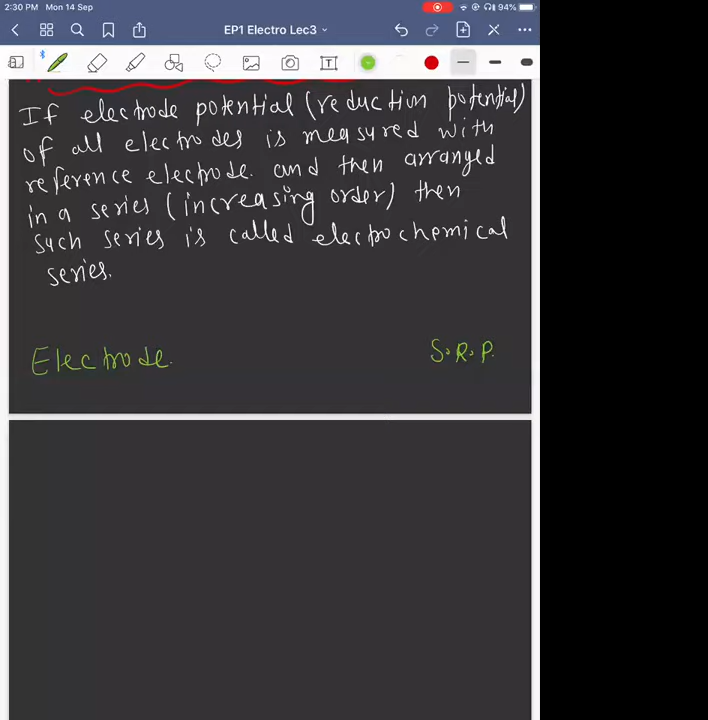 2:30 PM Mon 14 Sep 94%
EP1 Electro Lec3
T
If electrode potential (reduction potential)
of all electrodes is measured with
reference electrode. and then arranged
in a series (increasing order) then
such series is called electrochemical
series.
Electrode. S.R.P.